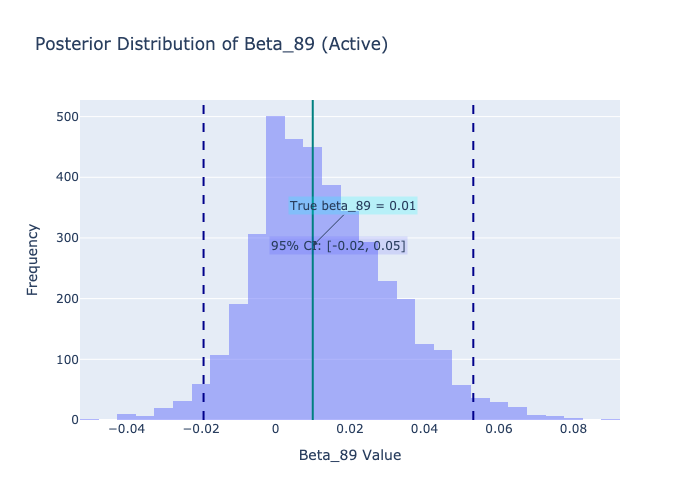 Posterior Distribution of Beta_89 (Active)
500
400
300
200
100
0
Frequency
True beta_89 = 0.01
95% CI: [-0.02, 0.05]
−0.04
−0.02
0
0.02
0.04
0.06
0.08
Beta_89 Value